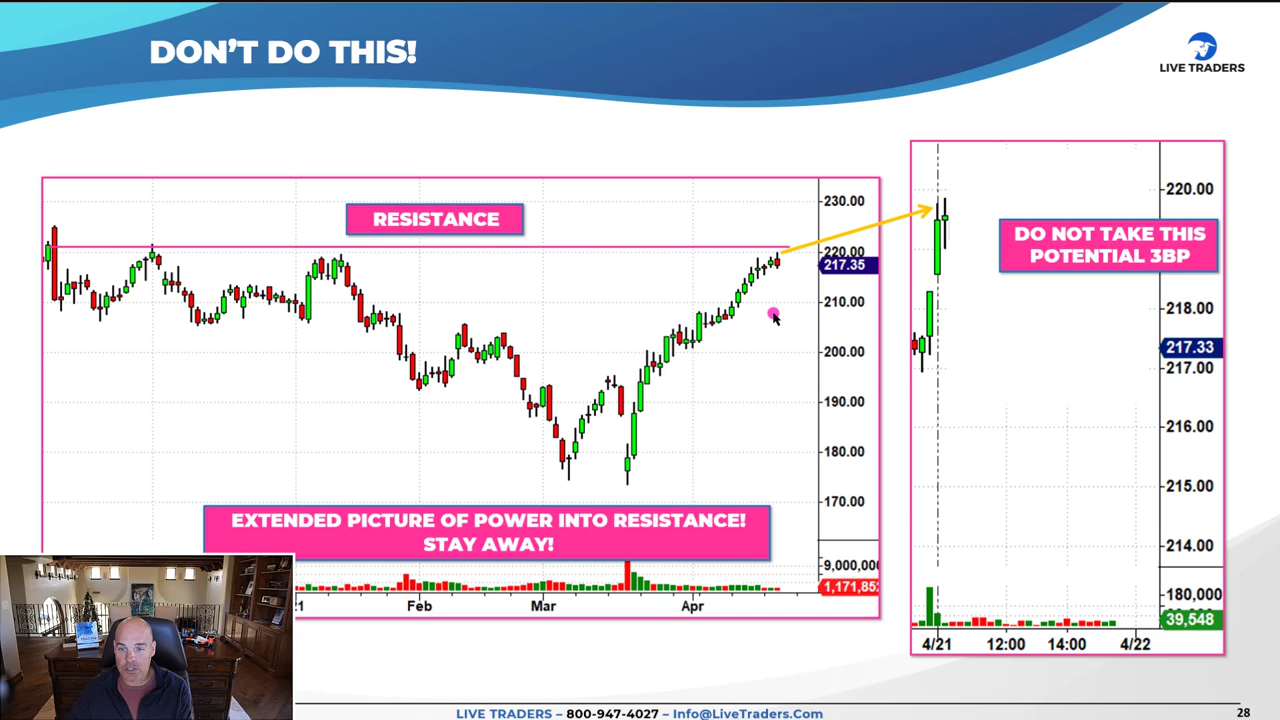 DON'T DO THIS!
LIVE TRADERS
RESISTANCE
230.00
220.00
217.35
210.00
200.00
190.00
180.00
170.00
EXTENDED PICTURE OF POWER INTO RESISTANCE!
STAY AWAY!
9,000,000
1,171,852
Feb
Mar
Apr
DO NOT TAKE THIS
POTENTIAL 3BP
220.00
218.00
217.33
217.00
216.00
215.00
214.00
180,000
39,548
4/21
12:00
14:00
4/22
LIVE TRADERS – 800-947-4027 – Info@LiveTraders.Com
28